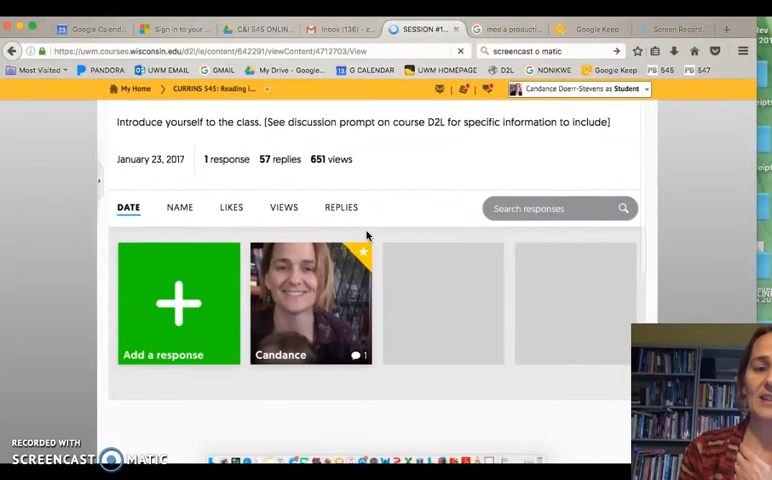 Google Calend...
Sign in to your ...
C&I 545 ONLIN...
Inbox (136) - c...
SESSION #1...
media producti...
Google Keep
Screen Recor...
https://uwm.courses.wisconsin.edu/d2l/le/content/642291/viewContent/4712703/View
screencast o matic
Most Visited
PANDORA
UWM EMAIL
GMAIL
My Drive - Google...
G CALENDAR
UWM HOMEPAGE
D2L
NONIKWE
Google Keep
PB 545
PB 547
My Home
CURRINS 545: Reading i...
Candance Doerr-Stevens as Student
Introduce yourself to the class. [See discussion prompt on course D2L for specific information to include]
January 23, 2017
1 response
57 replies
651 views
DATE
NAME
LIKES
VIEWS
REPLIES
Search responses
Add a response
Candance
1
RECORDED WITH
SCREENCAST MATIC